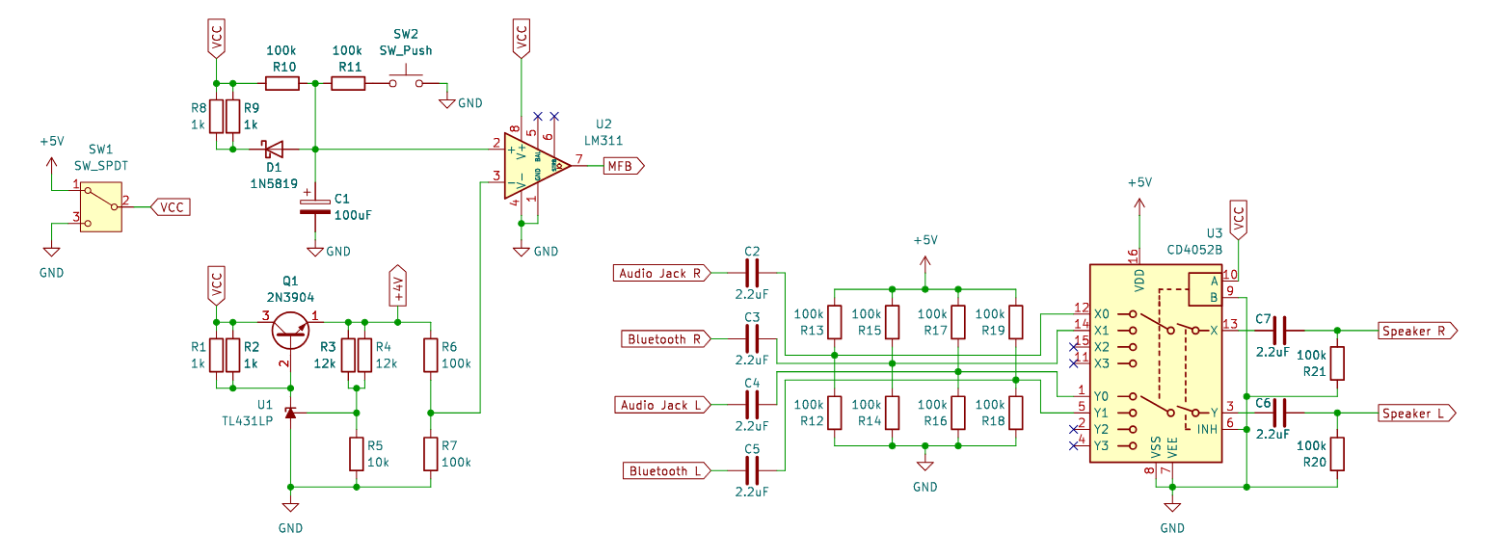 VCC
100k
R10
100k
R11
SW2
SW_Push
GND
R8
1k
R9
1k
D1
1N5819
+
C1
100uF
GND
+5V
SW1
SW_SPDT
1
2
3
VCC
GND
VCC
U2
LM311
8
5
6
2
+
V+
BAL
STRB
7
MFB
3
-
V-
GND
4
1
GND
VCC
Q1
2N3904
3
1
2
+4V
R1
1k
R2
1k
R3
12k
R4
12k
R6
100k
U1
TL431LP
R5
10k
R7
100k
GND
Audio Jack R
C2
2.2uF
Bluetooth R
C3
2.2uF
Audio Jack L
C4
2.2uF
Bluetooth L
C5
2.2uF
+5V
100k
R13
100k
R15
100k
R17
100k
R19
100k
R12
100k
R14
100k
R16
100k
R18
GND
+5V
VCC
U3
CD4052B
16
VDD
A
10
B
9
12
X0
14
X1
15
X2
11
X3
X
13
1
Y0
5
Y1
2
Y2
4
Y3
Y
3
INH
6
VSS
VEE
8
7
GND
C7
2.2uF
Speaker R
100k
R21
C6
2.2uF
Speaker L
100k
R20